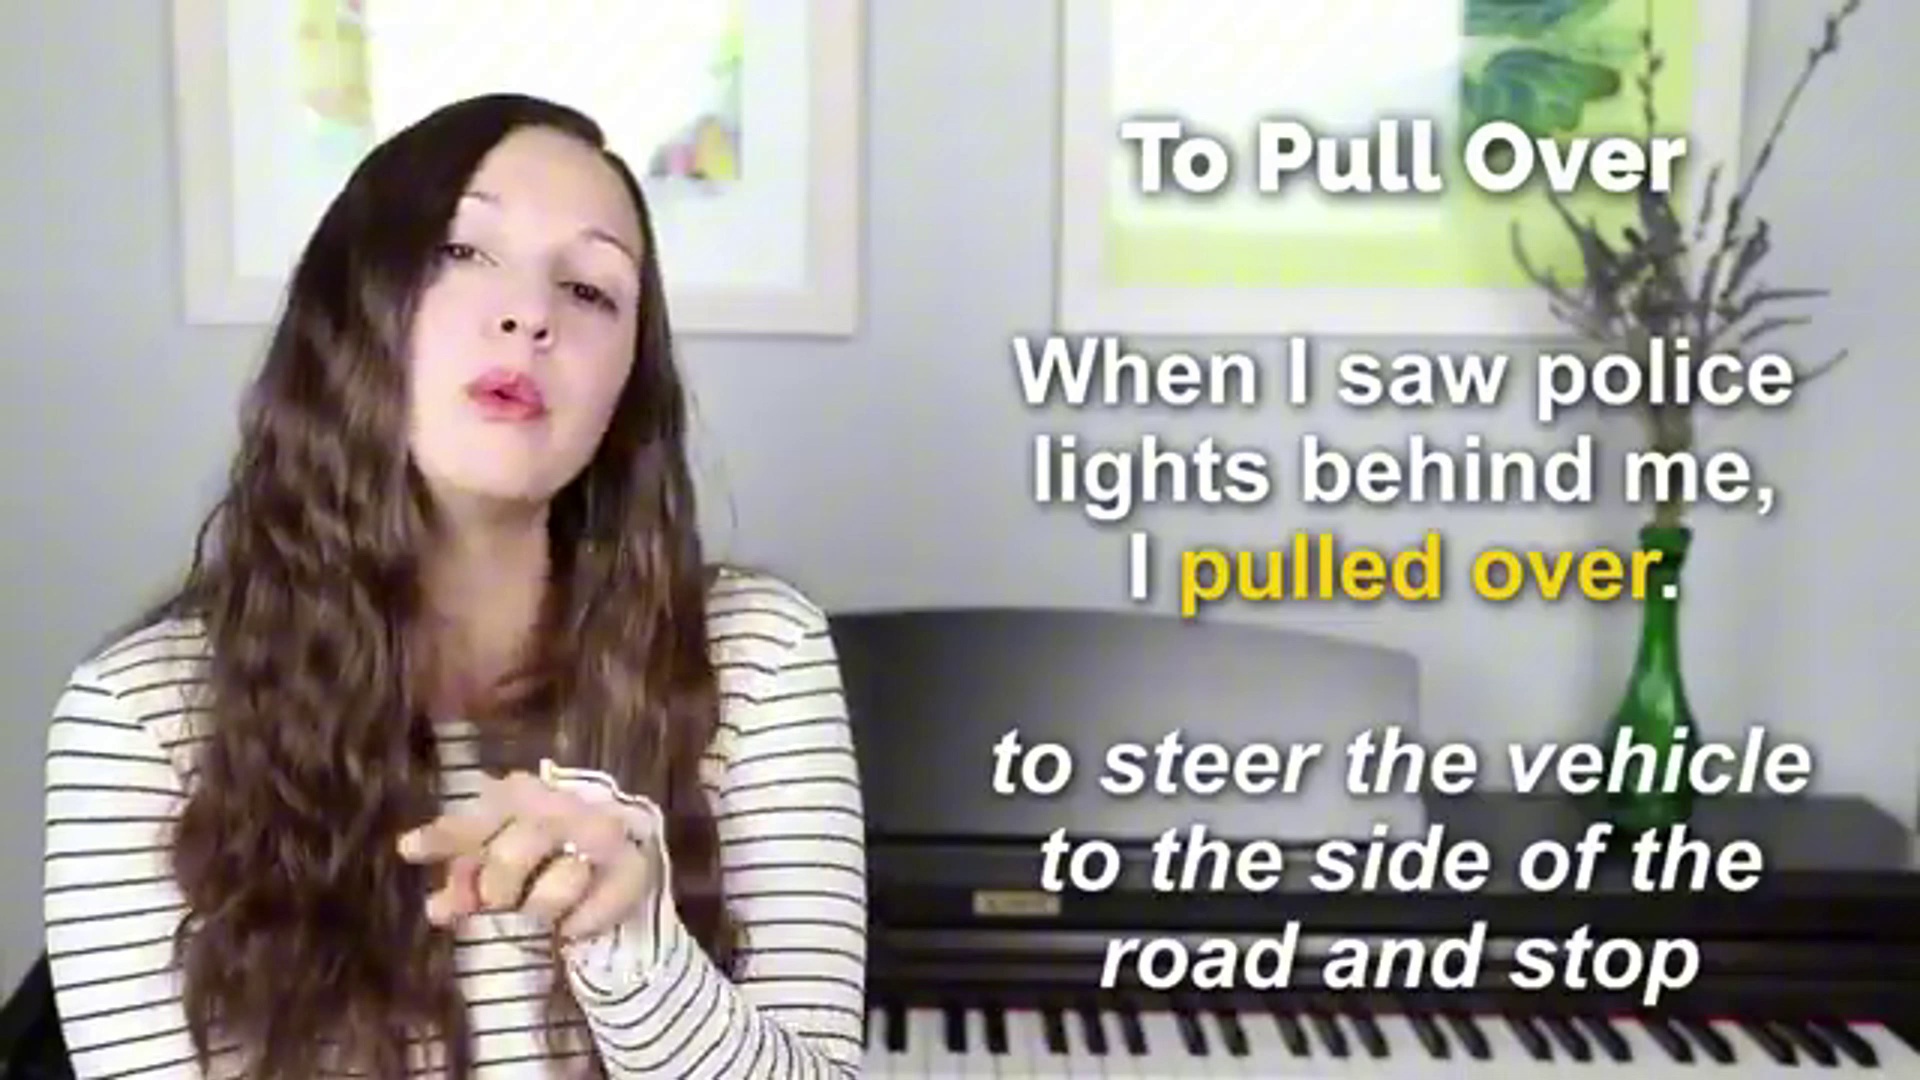 To Pull Over
When I saw police
lights behind me,
I pulled over.
to steer the vehicle
to the side of the
road and stop